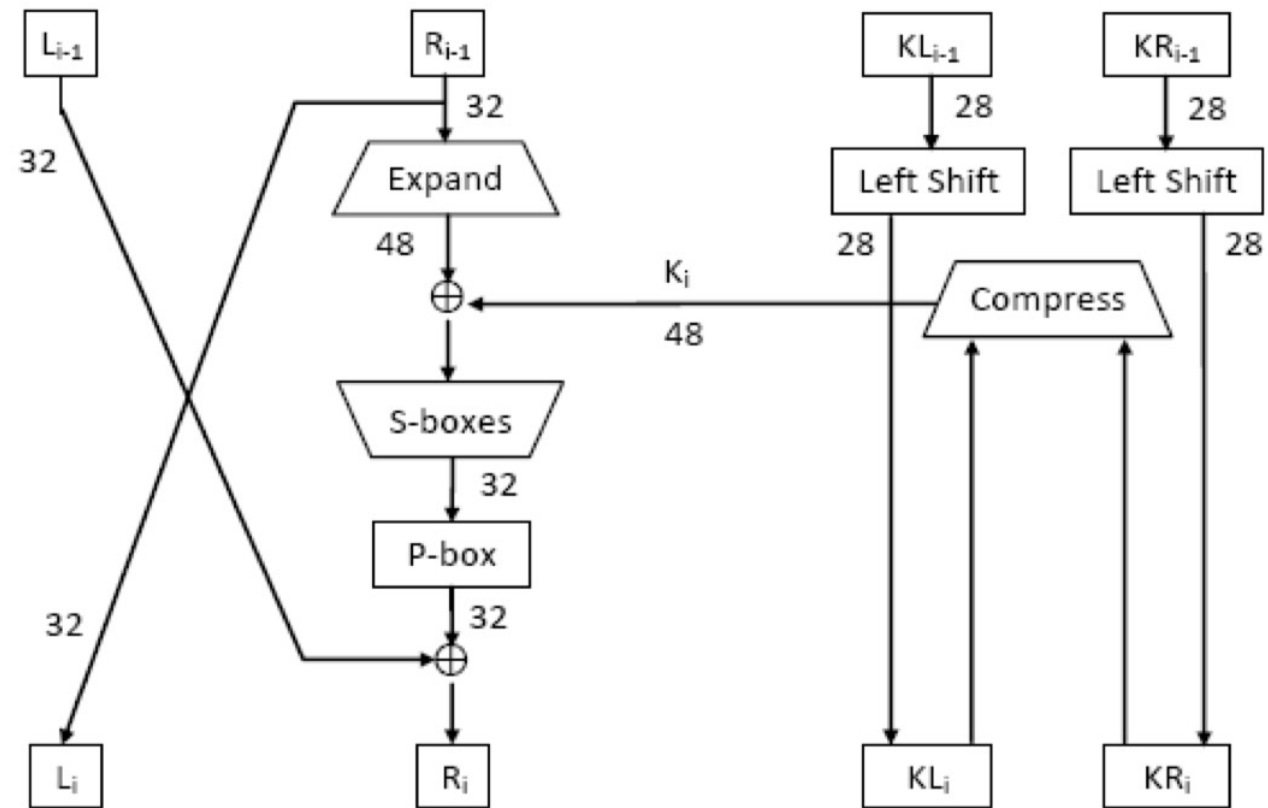 Lᵢ₋₁ Rᵢ₋₁ KLᵢ₋₁ KRᵢ₋₁
32 28 28
32
Expand Left Shift Left Shift
48 28 28
Kᵢ
Compress
48
S-boxes
32
P-box
32 32
Lᵢ Rᵢ KLᵢ KRᵢ